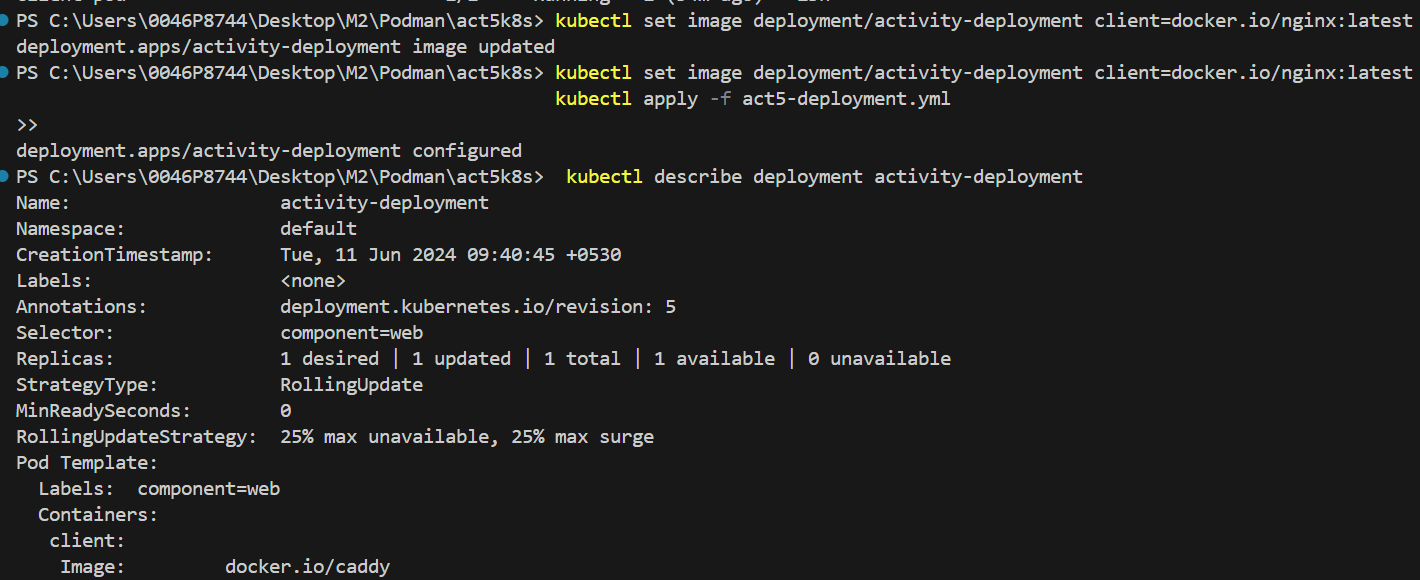 PS C:\Users\0046P8744\Desktop\M2\Podman\act5k8s> kubectl set image deployment/activity-deployment client=docker.io/nginx:latest
deployment.apps/activity-deployment image updated
PS C:\Users\0046P8744\Desktop\M2\Podman\act5k8s> kubectl set image deployment/activity-deployment client=docker.io/nginx:latest
kubectl apply -f act5-deployment.yml
>>
deployment.apps/activity-deployment configured
PS C:\Users\0046P8744\Desktop\M2\Podman\act5k8s>  kubectl describe deployment activity-deployment
Name:                   activity-deployment
Namespace:              default
CreationTimestamp:      Tue, 11 Jun 2024 09:40:45 +0530
Labels:                 <none>
Annotations:            deployment.kubernetes.io/revision: 5
Selector:               component=web
Replicas:               1 desired | 1 updated | 1 total | 1 available | 0 unavailable
StrategyType:           RollingUpdate
MinReadySeconds:        0
RollingUpdateStrategy:  25% max unavailable, 25% max surge
Pod Template:
  Labels:  component=web
  Containers:
   client:
    Image:         docker.io/caddy